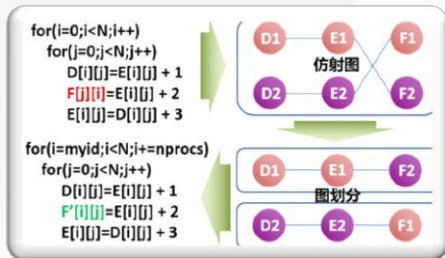 for(i=0;i<N;i++)
for(j=0;j<N;j++)
D[i][j]=E[i][j] + 1
F[j][i]=E[i][j] + 2
E[i][j]=D[i][j] + 3
D1 E1 F1
仿射图
D2 E2 F2
for(i=myid;i<N;i+=nprocs)
for(j=0;j<N;j++)
D[i][j]=E[i][j] + 1
F'[i][j]=E[i][j] + 2
E[i][j]=D[i][j] + 3
D1 E1 F2
图划分
D2 E2 F1